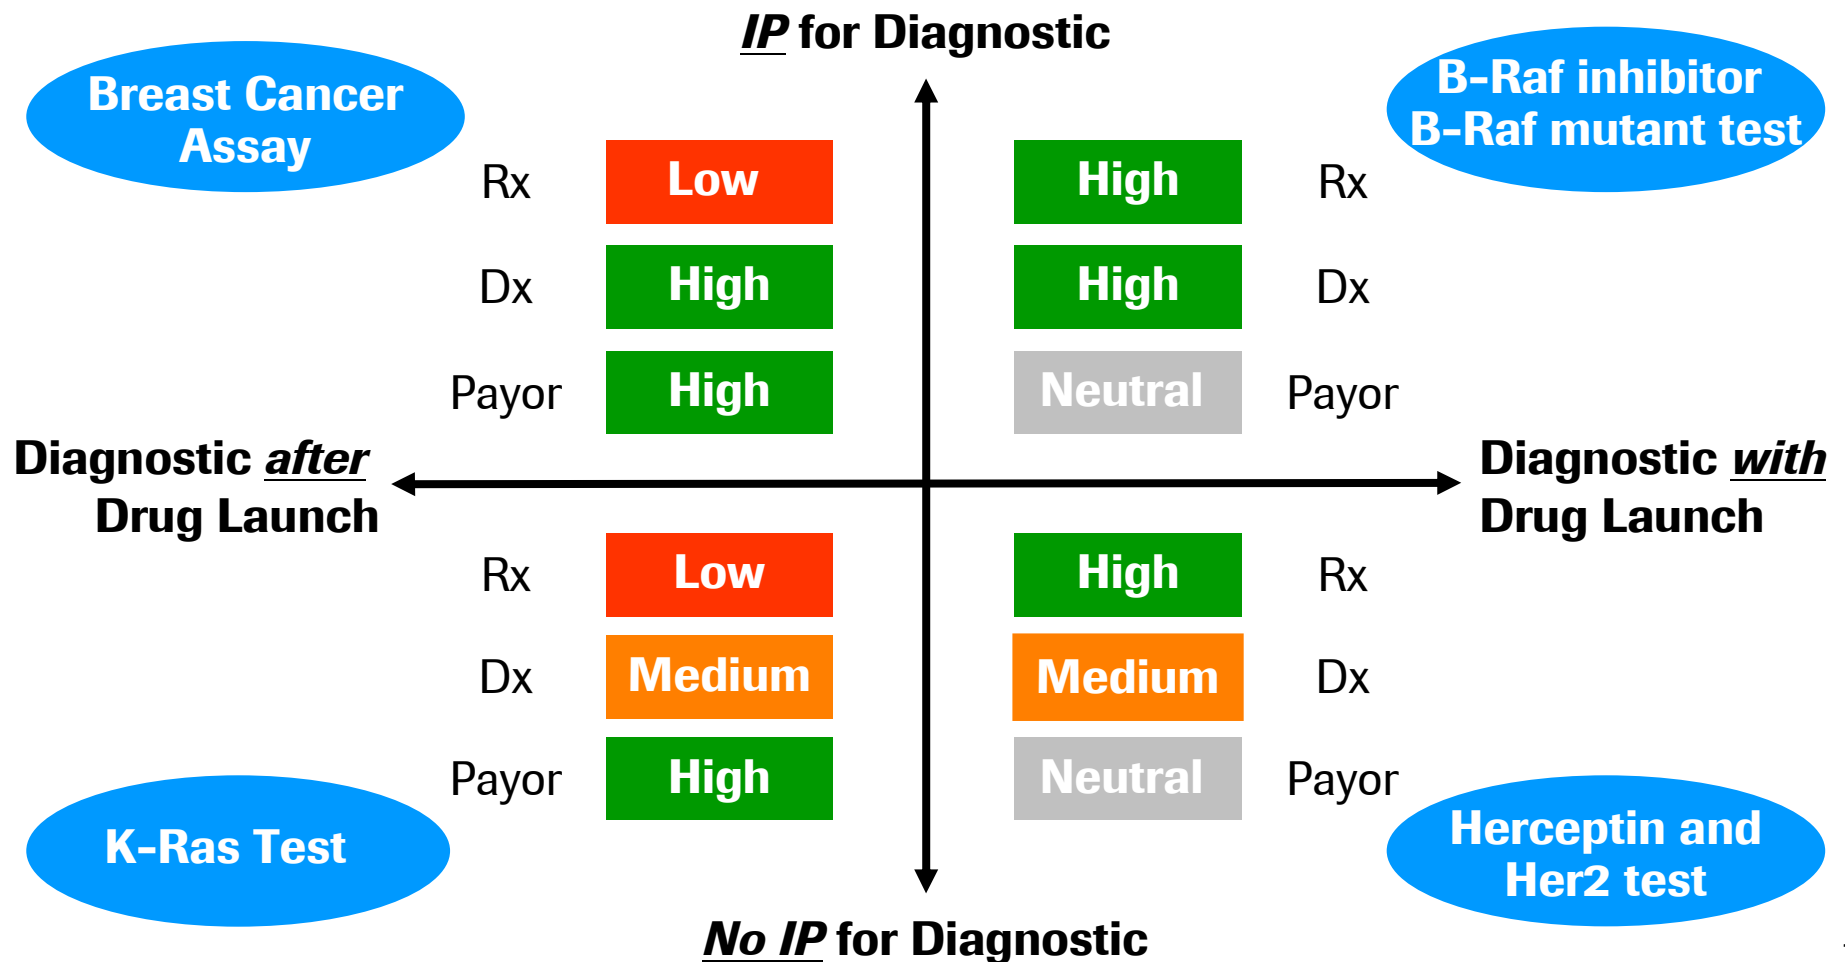 IP for Diagnostic
Breast Cancer
Assay
B-Raf inhibitor
B-Raf mutant test
Rx Low High Rx
Dx High High Dx
Payor High Neutral Payor
Diagnostic after
Drug Launch
Diagnostic with
Drug Launch
Rx Low High Rx
Dx Medium Medium Dx
Payor High Neutral Payor
K-Ras Test
Herceptin and
Her2 test
No IP for Diagnostic